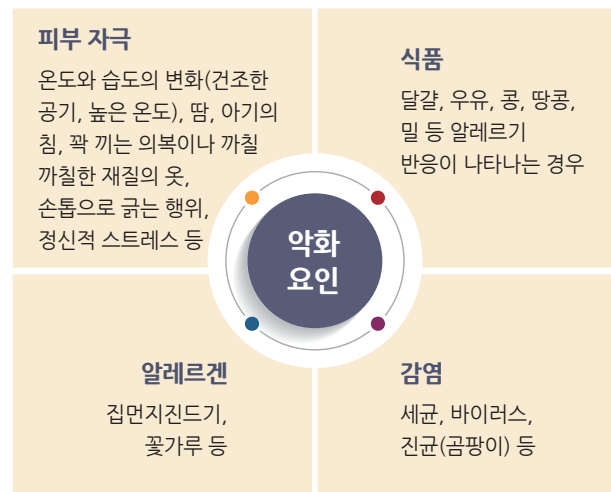 피부 자극
온도와 습도의 변화(건조한
공기, 높은 온도), 땀, 아기의
침, 꽉 끼는 의복이나 까칠
까칠한 재질의 옷,
손톱으로 긁는 행위,
정신적 스트레스 등
식품
달걀, 우유, 콩, 땅콩,
밀 등 알레르기
반응이 나타나는 경우
악화
요인
알레르겐
집먼지진드기,
꽃가루 등
감염
세균, 바이러스,
진균(곰팡이) 등